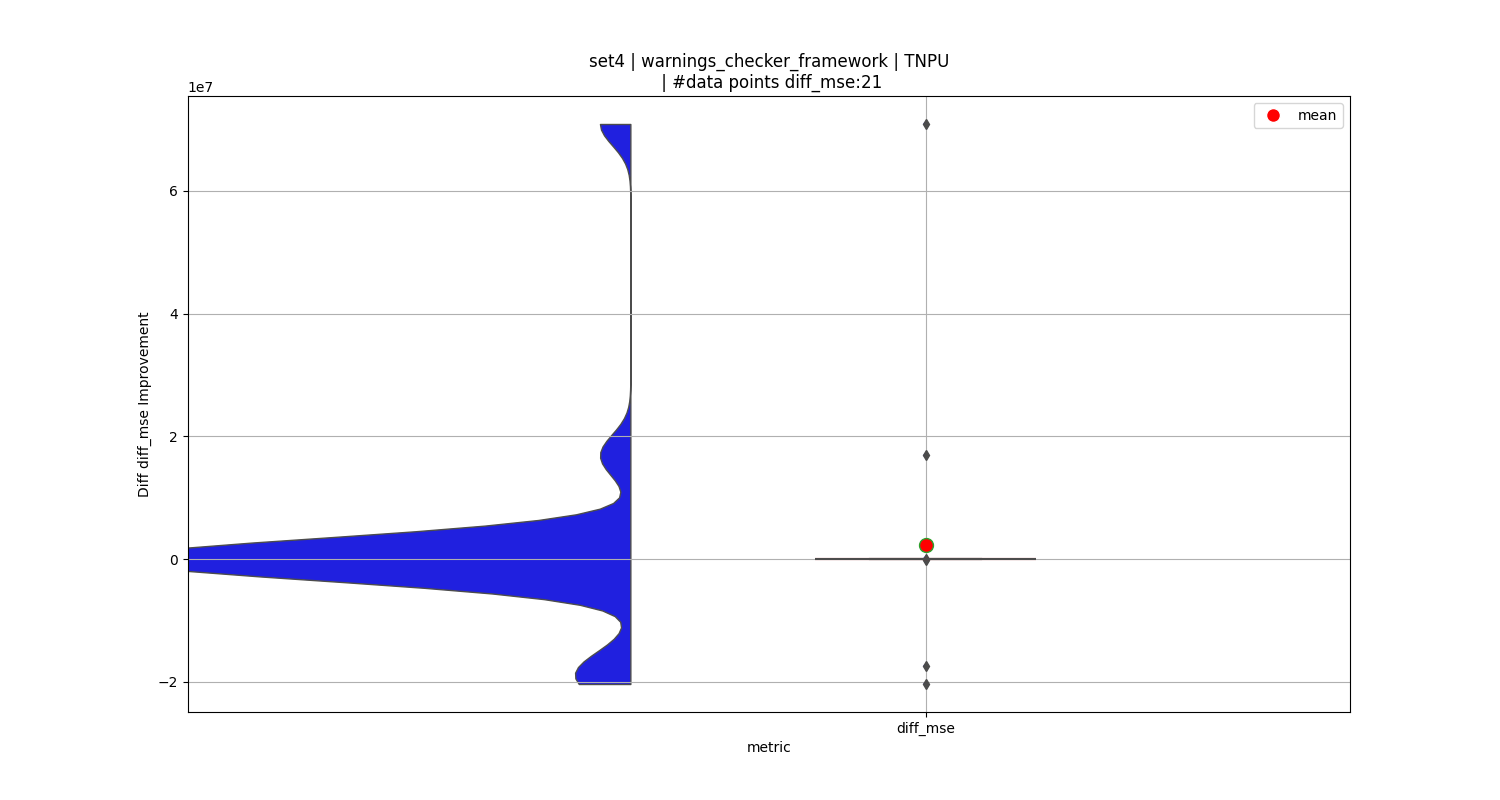 set4 | warnings_checker_framework | TNPU
| #data points diff_mse:21
1e7
mean
6
4
2
0
−2
Diff diff_mse Improvement
diff_mse
metric